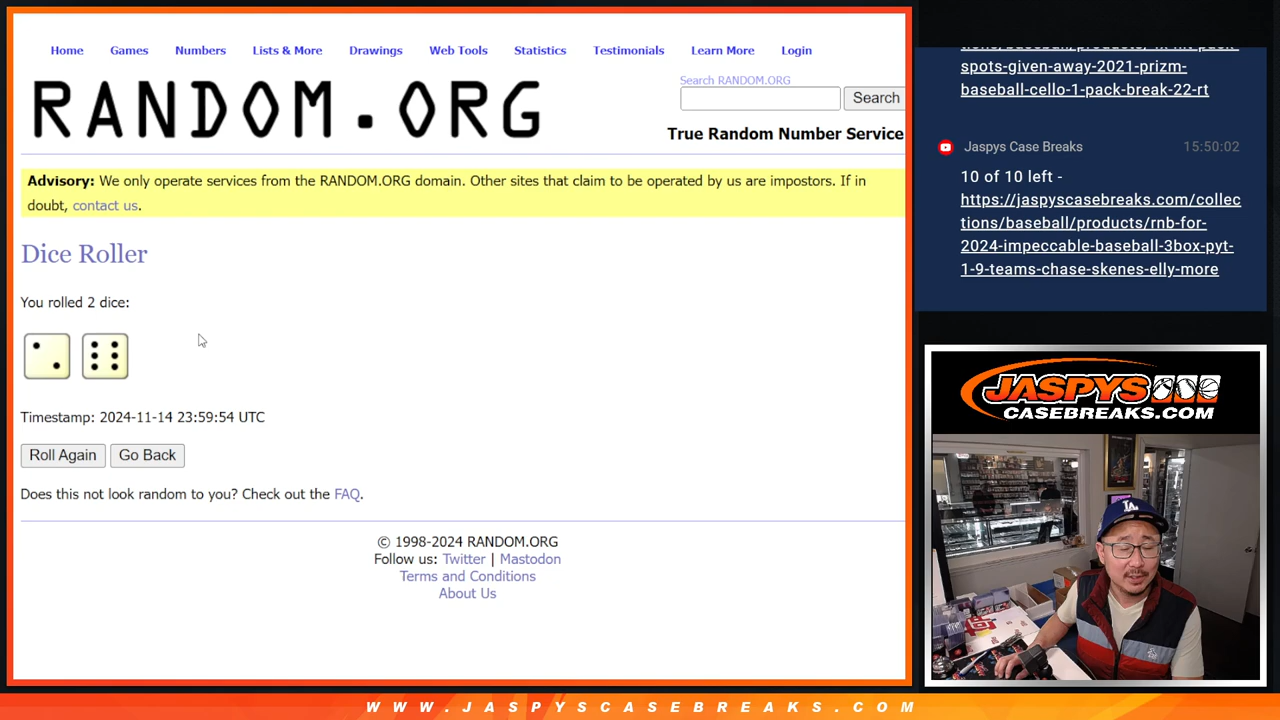 Home Games Numbers Lists & More Drawings Web Tools Statistics Testimonials Learn More Login
RANDOM.ORG
Search RANDOM.ORG
Search
True Random Number Service
Advisory: We only operate services from the RANDOM.ORG domain. Other sites that claim to be operated by us are impostors. If in
doubt, contact us.
Dice Roller
You rolled 2 dice:
Timestamp: 2024-11-14 23:59:54 UTC
Roll Again Go Back
Does this not look random to you? Check out the FAQ.
© 1998-2024 RANDOM.ORG
Follow us: Twitter | Mastodon
Terms and Conditions
About Us
tions/baseball/products/4x-hit-pack-
spots-given-away-2021-prizm-
baseball-cello-1-pack-break-22-rt
Jaspys Case Breaks 15:50:02
10 of 10 left -
https://jaspyscasebreaks.com/collec
tions/baseball/products/rnb-for-
2024-impeccable-baseball-3box-pyt-
1-9-teams-chase-skenes-elly-more
JASPYS
CASEBREAKS.COM
WWW.JASPYSCASEBREAKS.COM